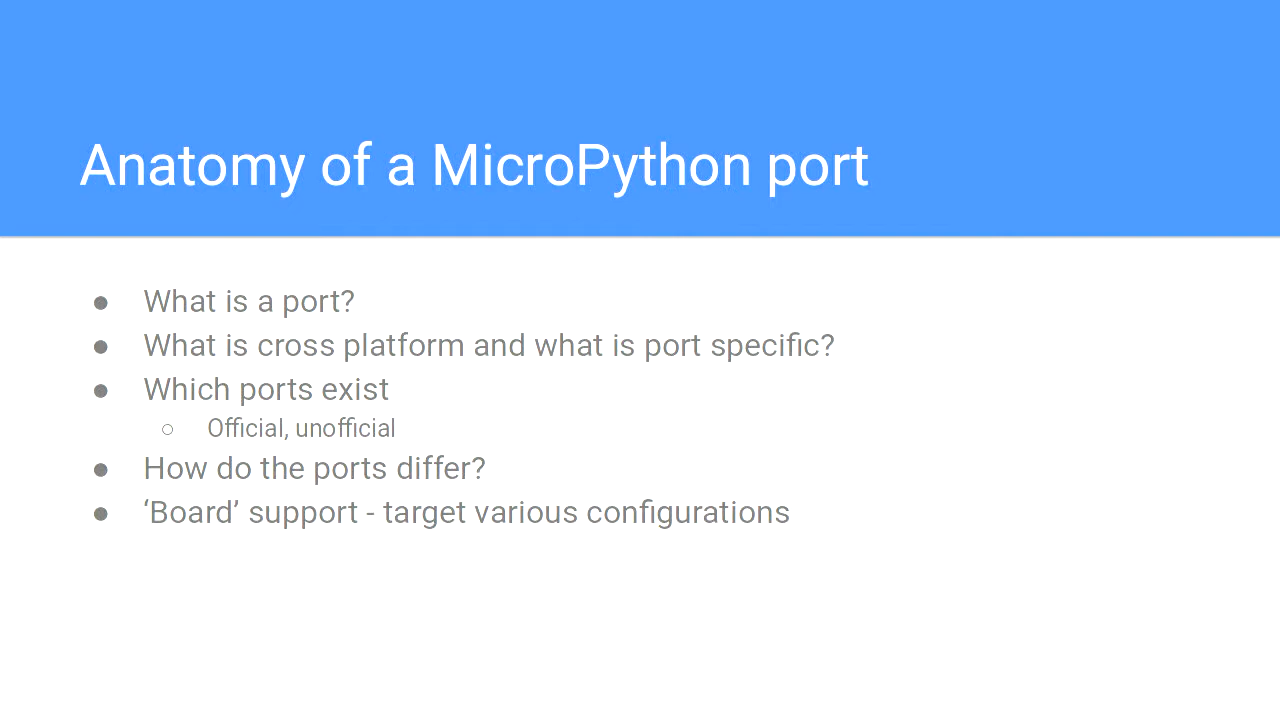 Anatomy of a MicroPython port
● What is a port?
● What is cross platform and what is port specific?
● Which ports exist
○ Official, unofficial
● How do the ports differ?
● ‘Board’ support - target various configurations